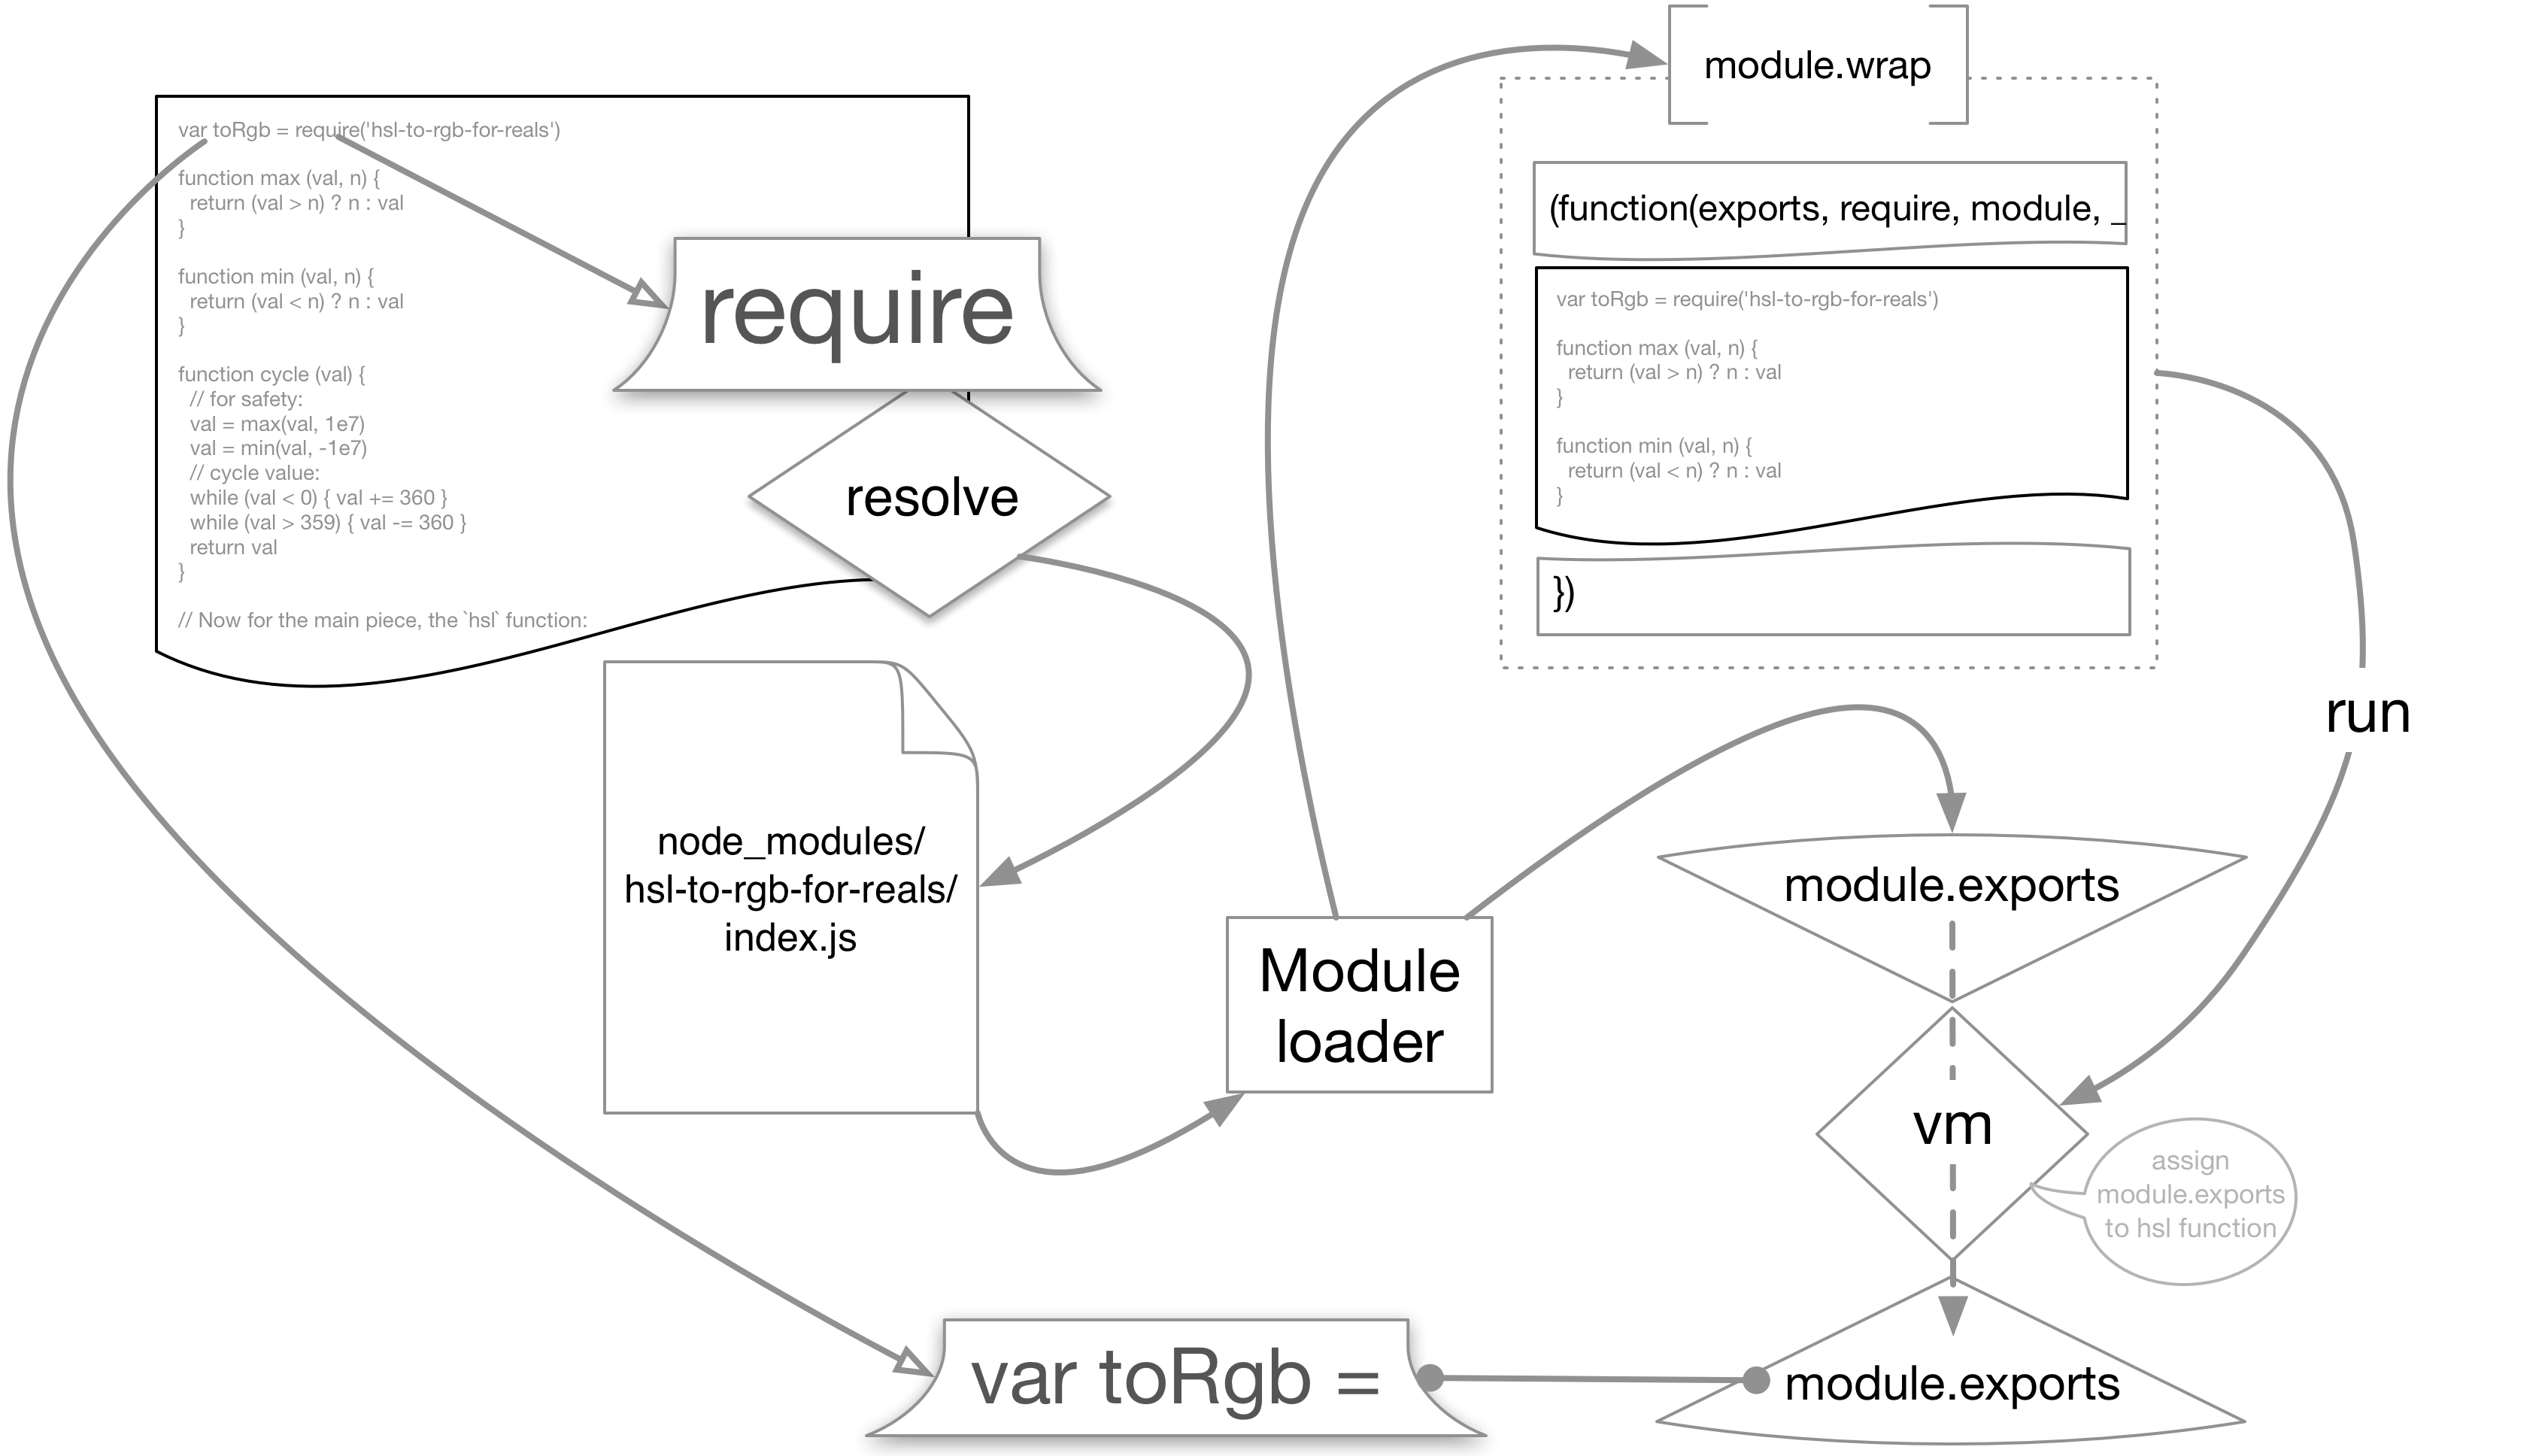 var toRgb = require('hsl-to-rgb-for-reals')
function max (val, n) {
return (val > n) ? n : val
}
function min (val, n) {
return (val < n) ? n : val
}
function cycle (val) {
// for safety:
val = max(val, 1e7)
val = min(val, -1e7)
// cycle value:
while (val < 0) { val += 360 }
while (val > 359) { val -= 360 }
return val
}
// Now for the main piece, the `hsl` function:
require
resolve
node_modules/
hsl-to-rgb-for-reals/
index.js
Module
loader
module.wrap
(function(exports, require, module, _
var toRgb = require('hsl-to-rgb-for-reals')
function max (val, n) {
return (val > n) ? n : val
}
function min (val, n) {
return (val < n) ? n : val
}
})
run
module.exports
vm
assign
module.exports
to hsl function
module.exports
var toRgb =